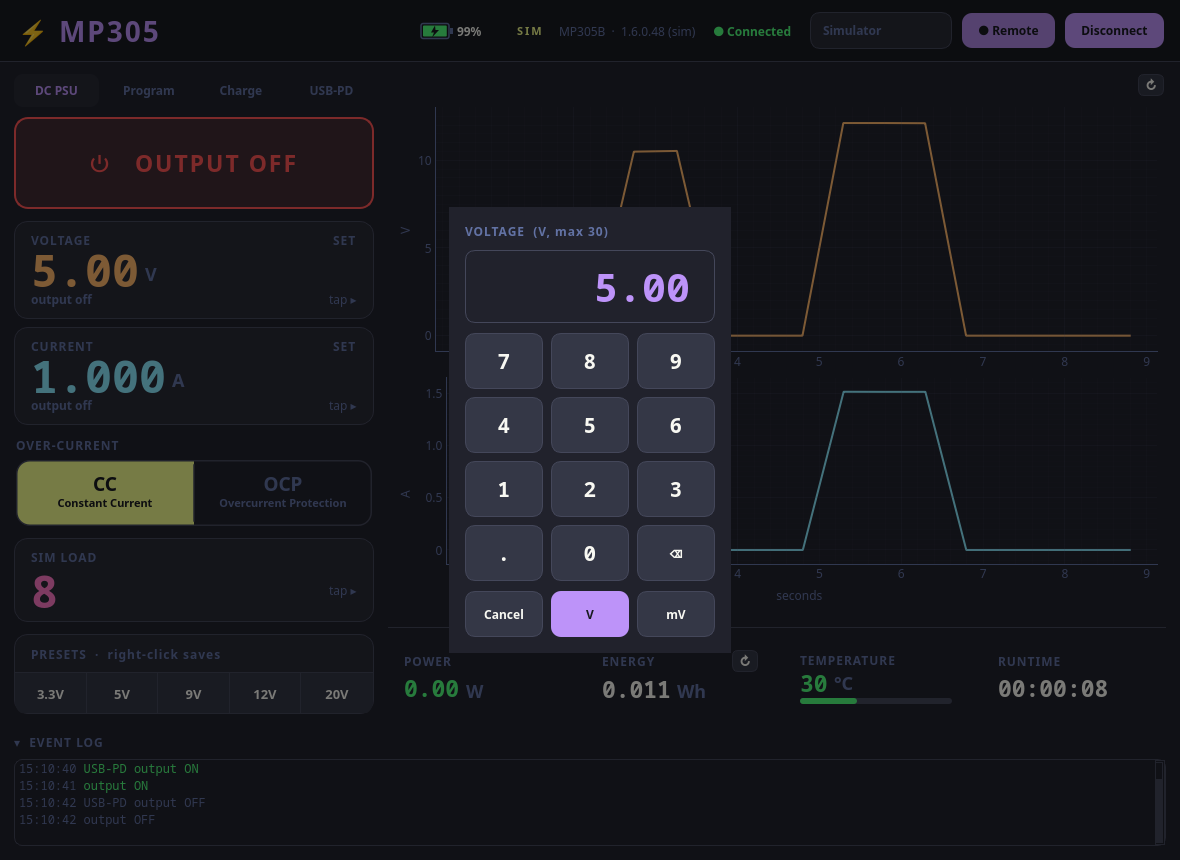 ⚡ MP305
99%
SIM
MP305B · 1.6.0.48 (sim)
● Connected
Simulator
● Remote
Disconnect
DC PSU
Program
Charge
USB-PD
↻
⏻ OUTPUT OFF
VOLTAGE
SET
5.00 V
output off
tap ▸
CURRENT
SET
1.000 A
output off
tap ▸
OVER-CURRENT
CC
Constant Current
OCP
Overcurrent Protection
SIM LOAD
8
tap ▸
PRESETS · right-click saves
3.3V
5V
9V
12V
20V
10
5
0
V
4
5
6
7
8
9
1.5
1.0
0.5
0
A
4
5
6
7
8
9
seconds
VOLTAGE (V, max 30)
5.00
7
8
9
4
5
6
1
2
3
.
0
⌫
Cancel
V
mV
POWER
0.00 W
ENERGY
0.011 Wh
↻
TEMPERATURE
30 °C
RUNTIME
00:00:08
▾ EVENT LOG
15:10:40 USB-PD output ON
15:10:41 output ON
15:10:42 USB-PD output OFF
15:10:42 output OFF